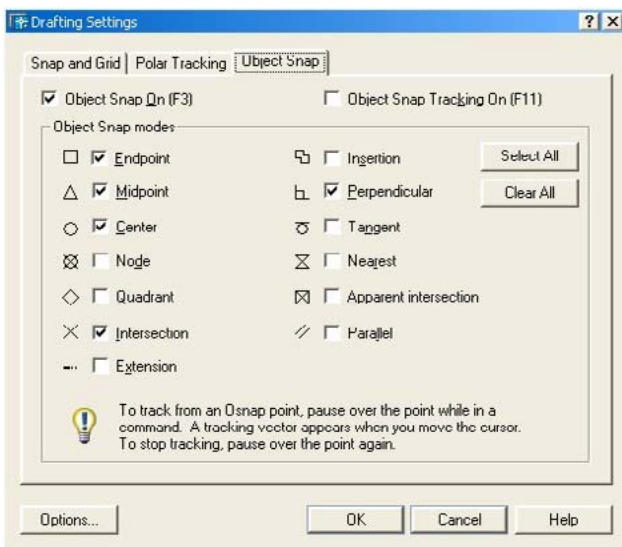 Drafting Settings
Snap and Grid
Polar Tracking
Object Snap
Object Snap On (F3)
Object Snap Tracking On (F11)
Object Snap modes
Endpoint
Midpoint
Center
Node
Quadrant
Intersection
Extension
Insertion
Perpendicular
Tangent
Nearest
Apparent intersection
Parallel
Select All
Clear All
To track from an Osnap point, pause over the point while in a
command. A tracking vector appears when you move the cursor.
To stop tracking, pause over the point again.
Options...
OK
Cancel
Help